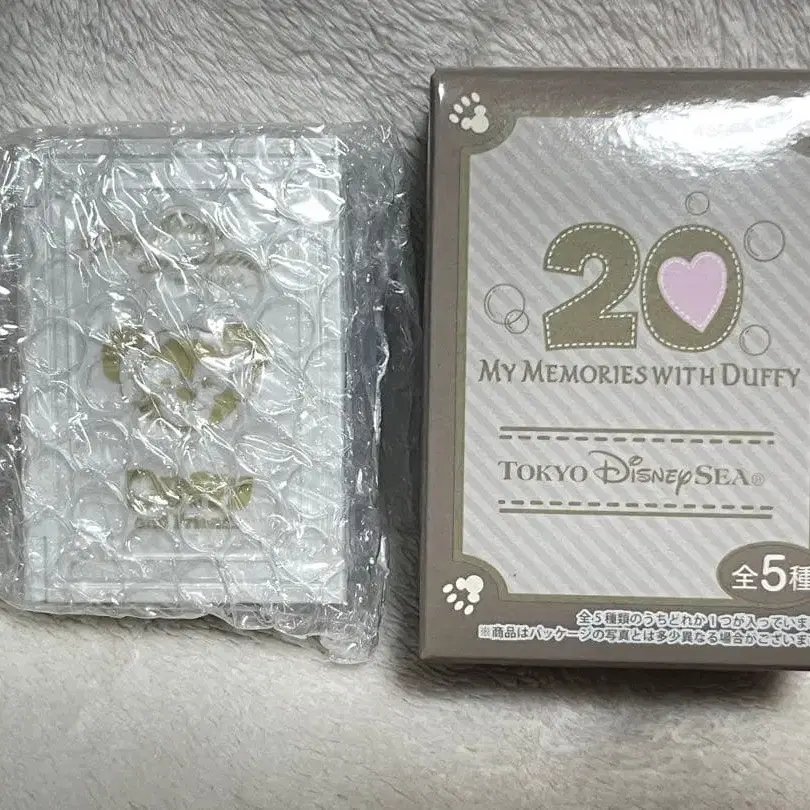 20
MY MEMORIES WITH DUFFY
TOKYO DISNEYSEA®
全5種
全5種類のうちどれか1つが入っていま
※商品はパッケージの写真とは多少異なる場合がございま
and Friends